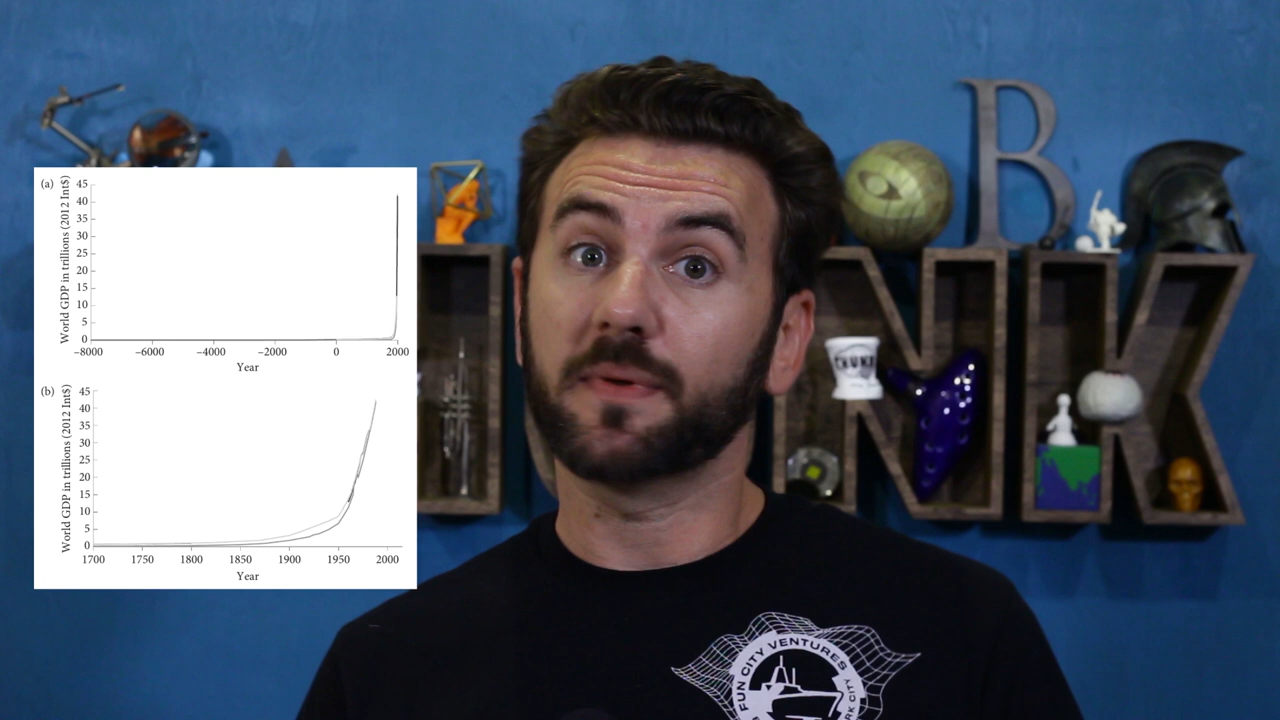 (a)
World GDP in trillions (2012 Int$)
45
40
35
30
25
20
15
10
5
0
−8000 −6000 −4000 −2000 0 2000
Year
(b)
World GDP in trillions (2012 Int$)
45
40
35
30
25
20
15
10
5
0
1700 1750 1800 1850 1900 1950 2000
Year
B
NK
FUN CITY VENTURES
RK CITY